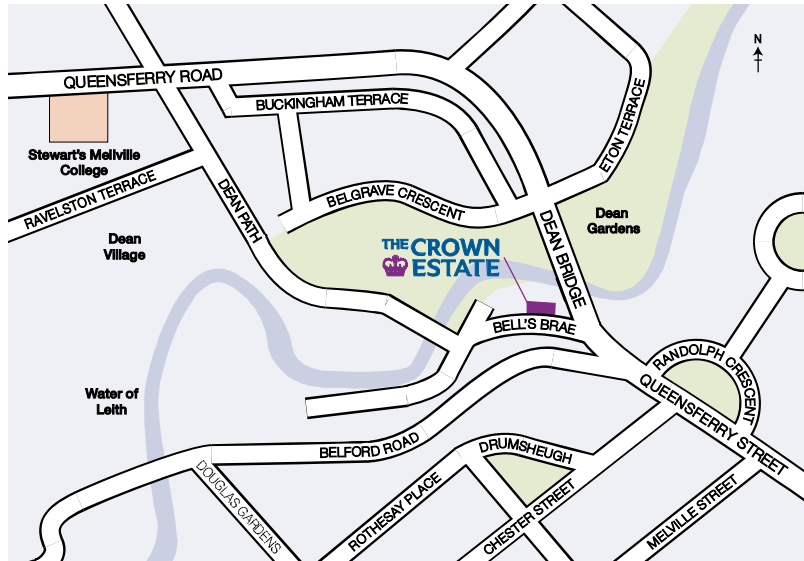 N
QUEENSFERRY ROAD
BUCKINGHAM TERRACE
Stewart's Mellville
College
ETON TERRACE
RAVELSTON TERRACE
DEAN PATH
BELGRAVE CRESCENT
Dean
Gardens
Dean
Village
THE CROWN
ESTATE
DEAN BRIDGE
BELL'S BRAE
RANDOLPH CRESCENT
QUEENSFERRY STREET
Water of
Leith
BELFORD ROAD
DRUMSHEUGH
DOUGLAS GARDENS
ROTHESAY PLACE
CHESTER STREET
MELVILLE STREET